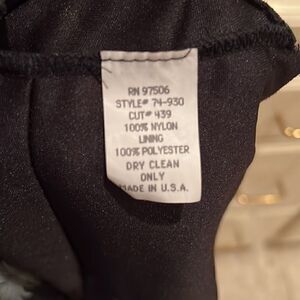 RN 97506
STYLE# 74-930
CUT# 439
100% NYLON
LINING
100% POLYESTER
DRY CLEAN
ONLY
MADE IN U.S.A.